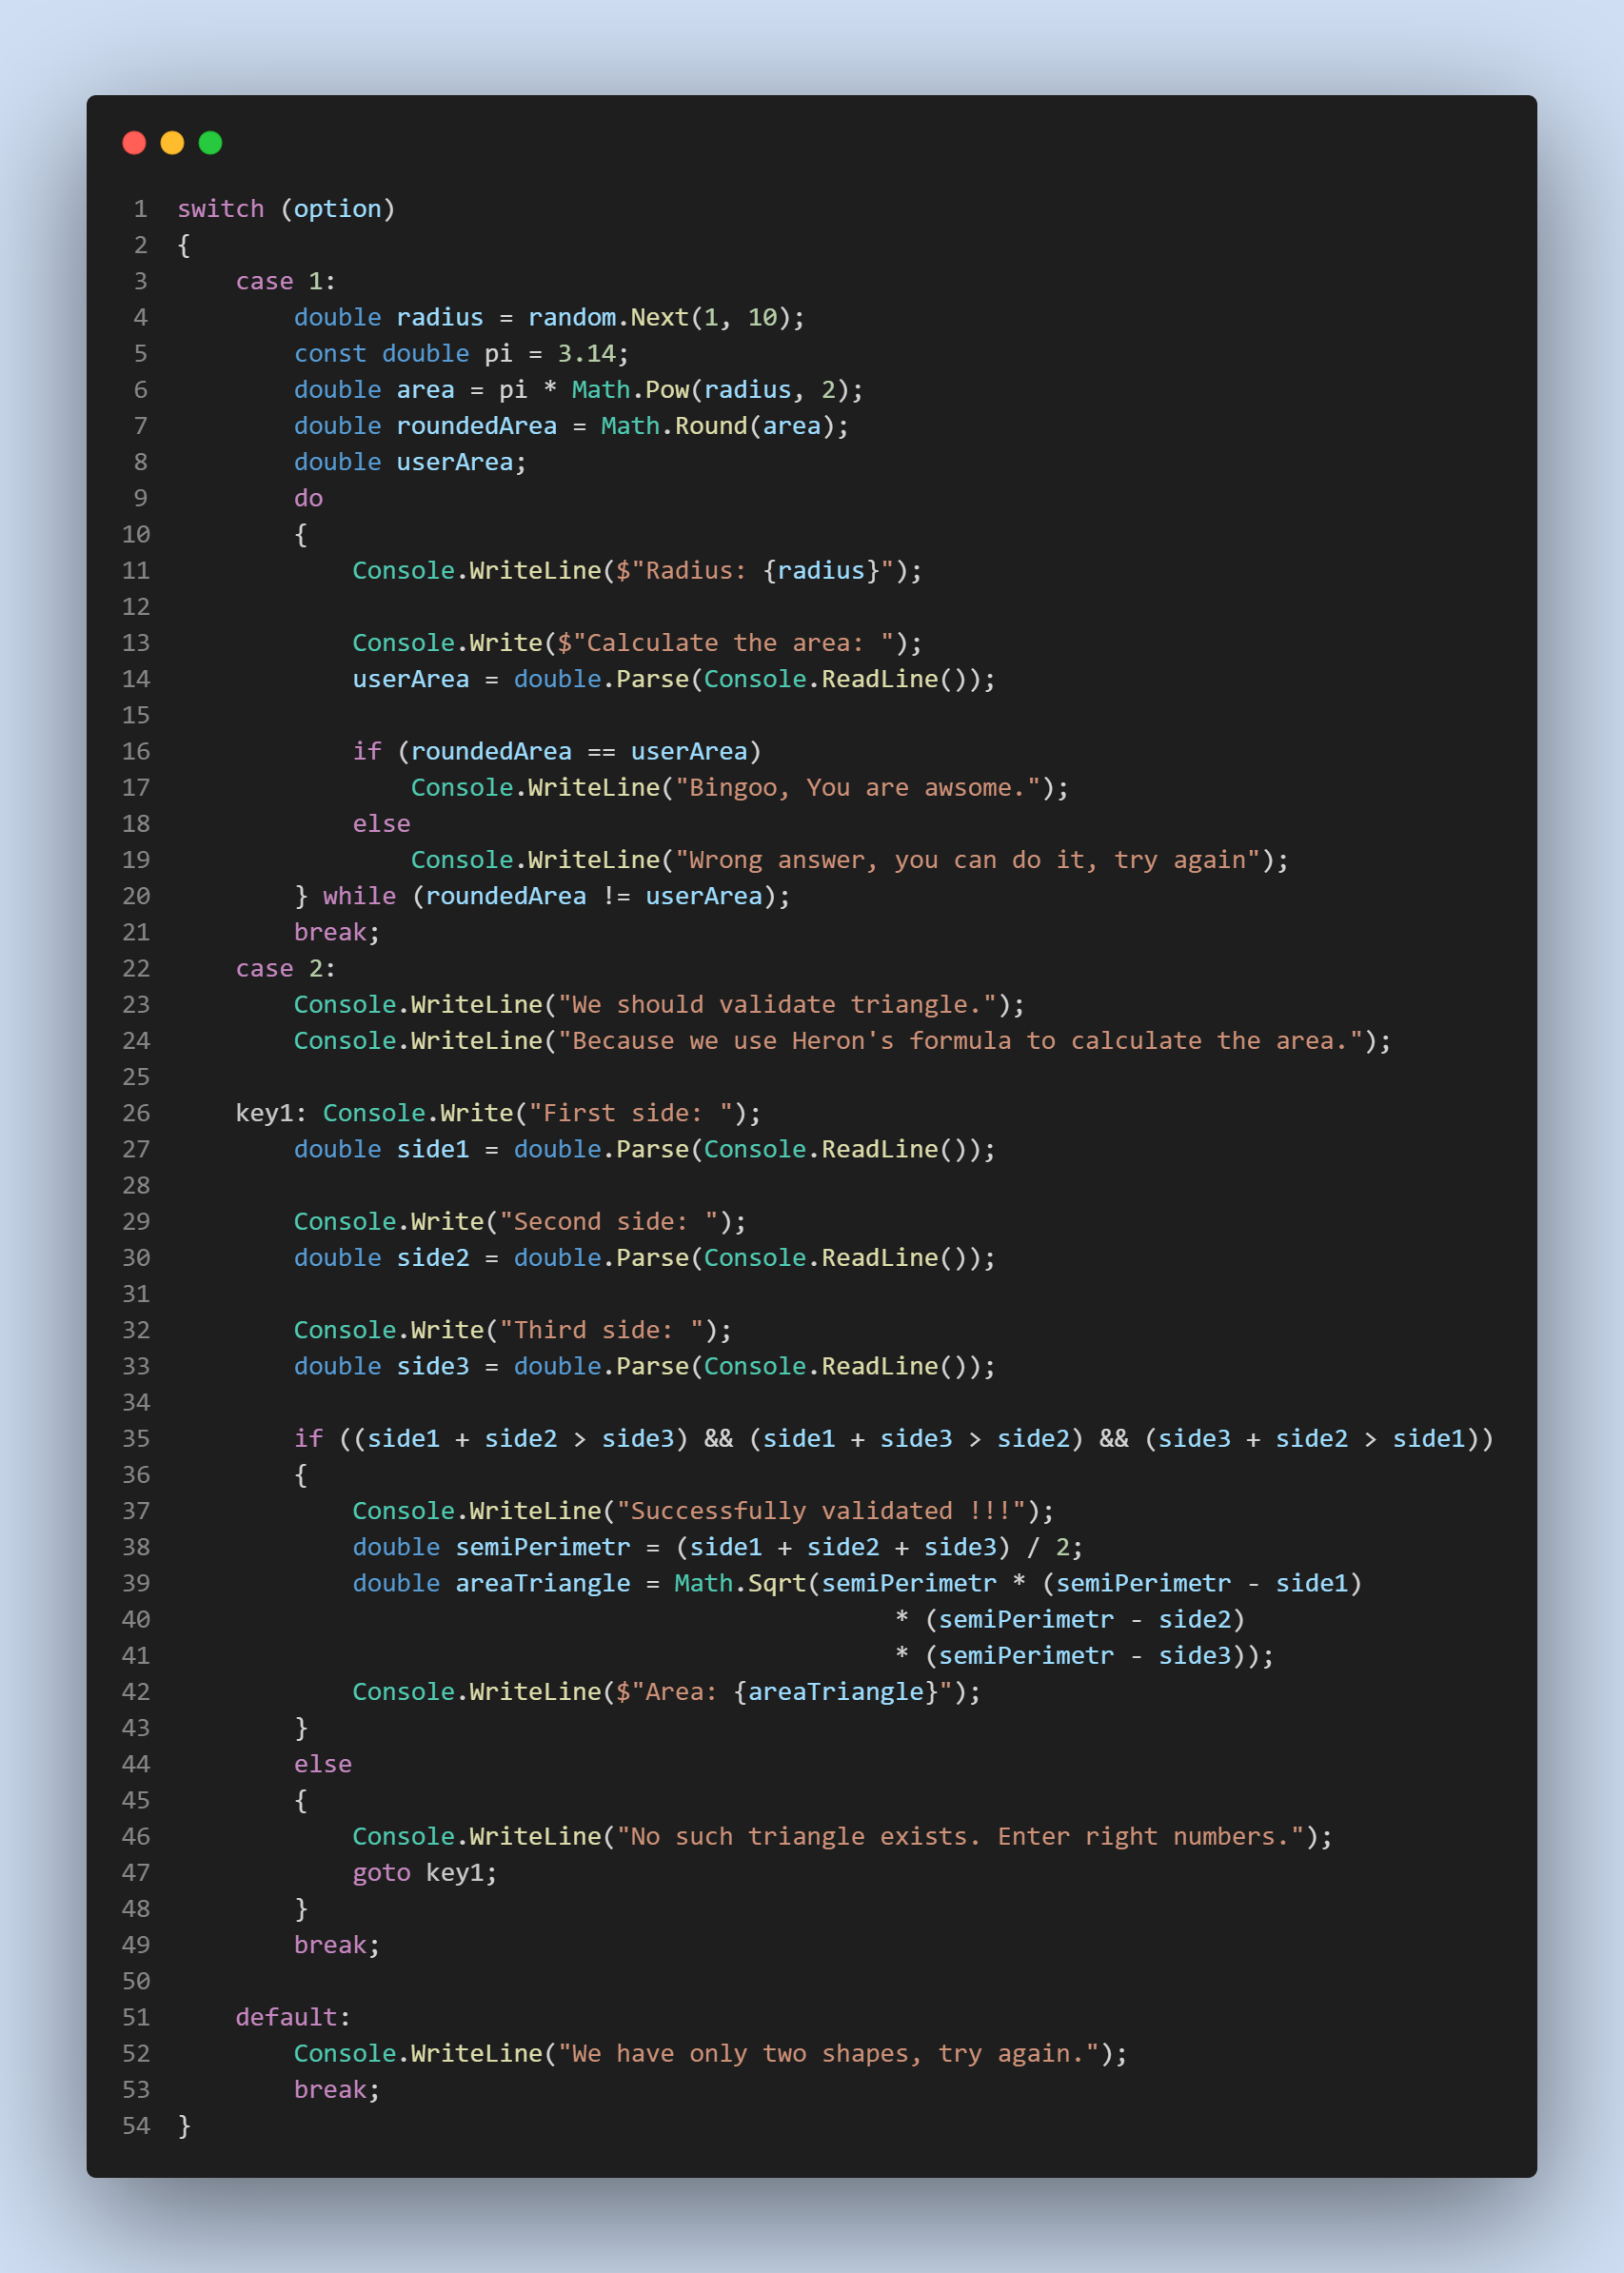 1 switch (option)
2 {
3     case 1:
4         double radius = random.Next(1, 10);
5         const double pi = 3.14;
6         double area = pi * Math.Pow(radius, 2);
7         double roundedArea = Math.Round(area);
8         double userArea;
9         do
10         {
11             Console.WriteLine($"Radius: {radius}");
12
13             Console.Write($"Calculate the area: ");
14             userArea = double.Parse(Console.ReadLine());
15
16             if (roundedArea == userArea)
17                 Console.WriteLine("Bingoo, You are awsome.");
18             else
19                 Console.WriteLine("Wrong answer, you can do it, try again");
20         } while (roundedArea != userArea);
21         break;
22     case 2:
23         Console.WriteLine("We should validate triangle.");
24         Console.WriteLine("Because we use Heron's formula to calculate the area.");
25
26     key1: Console.Write("First side: ");
27         double side1 = double.Parse(Console.ReadLine());
28
29         Console.Write("Second side: ");
30         double side2 = double.Parse(Console.ReadLine());
31
32         Console.Write("Third side: ");
33         double side3 = double.Parse(Console.ReadLine());
34
35         if ((side1 + side2 > side3) && (side1 + side3 > side2) && (side3 + side2 > side1))
36         {
37             Console.WriteLine("Successfully validated !!!");
38             double semiPerimetr = (side1 + side2 + side3) / 2;
39             double areaTriangle = Math.Sqrt(semiPerimetr * (semiPerimetr - side1)
40                                                  * (semiPerimetr - side2)
41                                                  * (semiPerimetr - side3));
42             Console.WriteLine($"Area: {areaTriangle}");
43         }
44         else
45         {
46             Console.WriteLine("No such triangle exists. Enter right numbers.");
47             goto key1;
48         }
49         break;
50
51     default:
52         Console.WriteLine("We have only two shapes, try again.");
53         break;
54 }